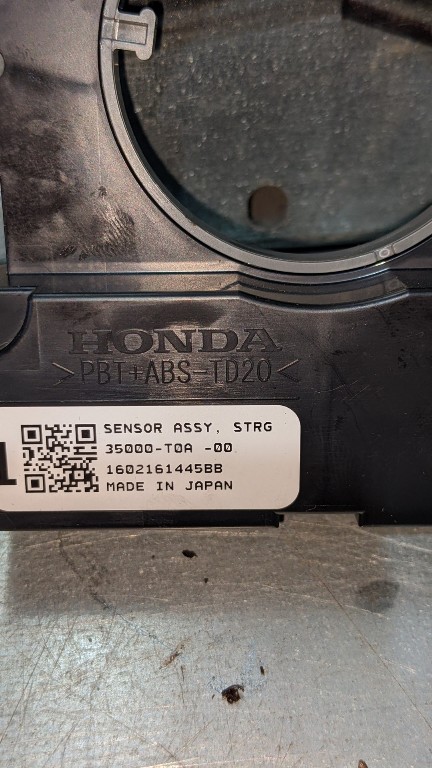 HONDA
>PBT+ABS-TD20<
SENSOR ASSY, STRG
35000-T0A -00
1602161445BB
MADE IN JAPAN